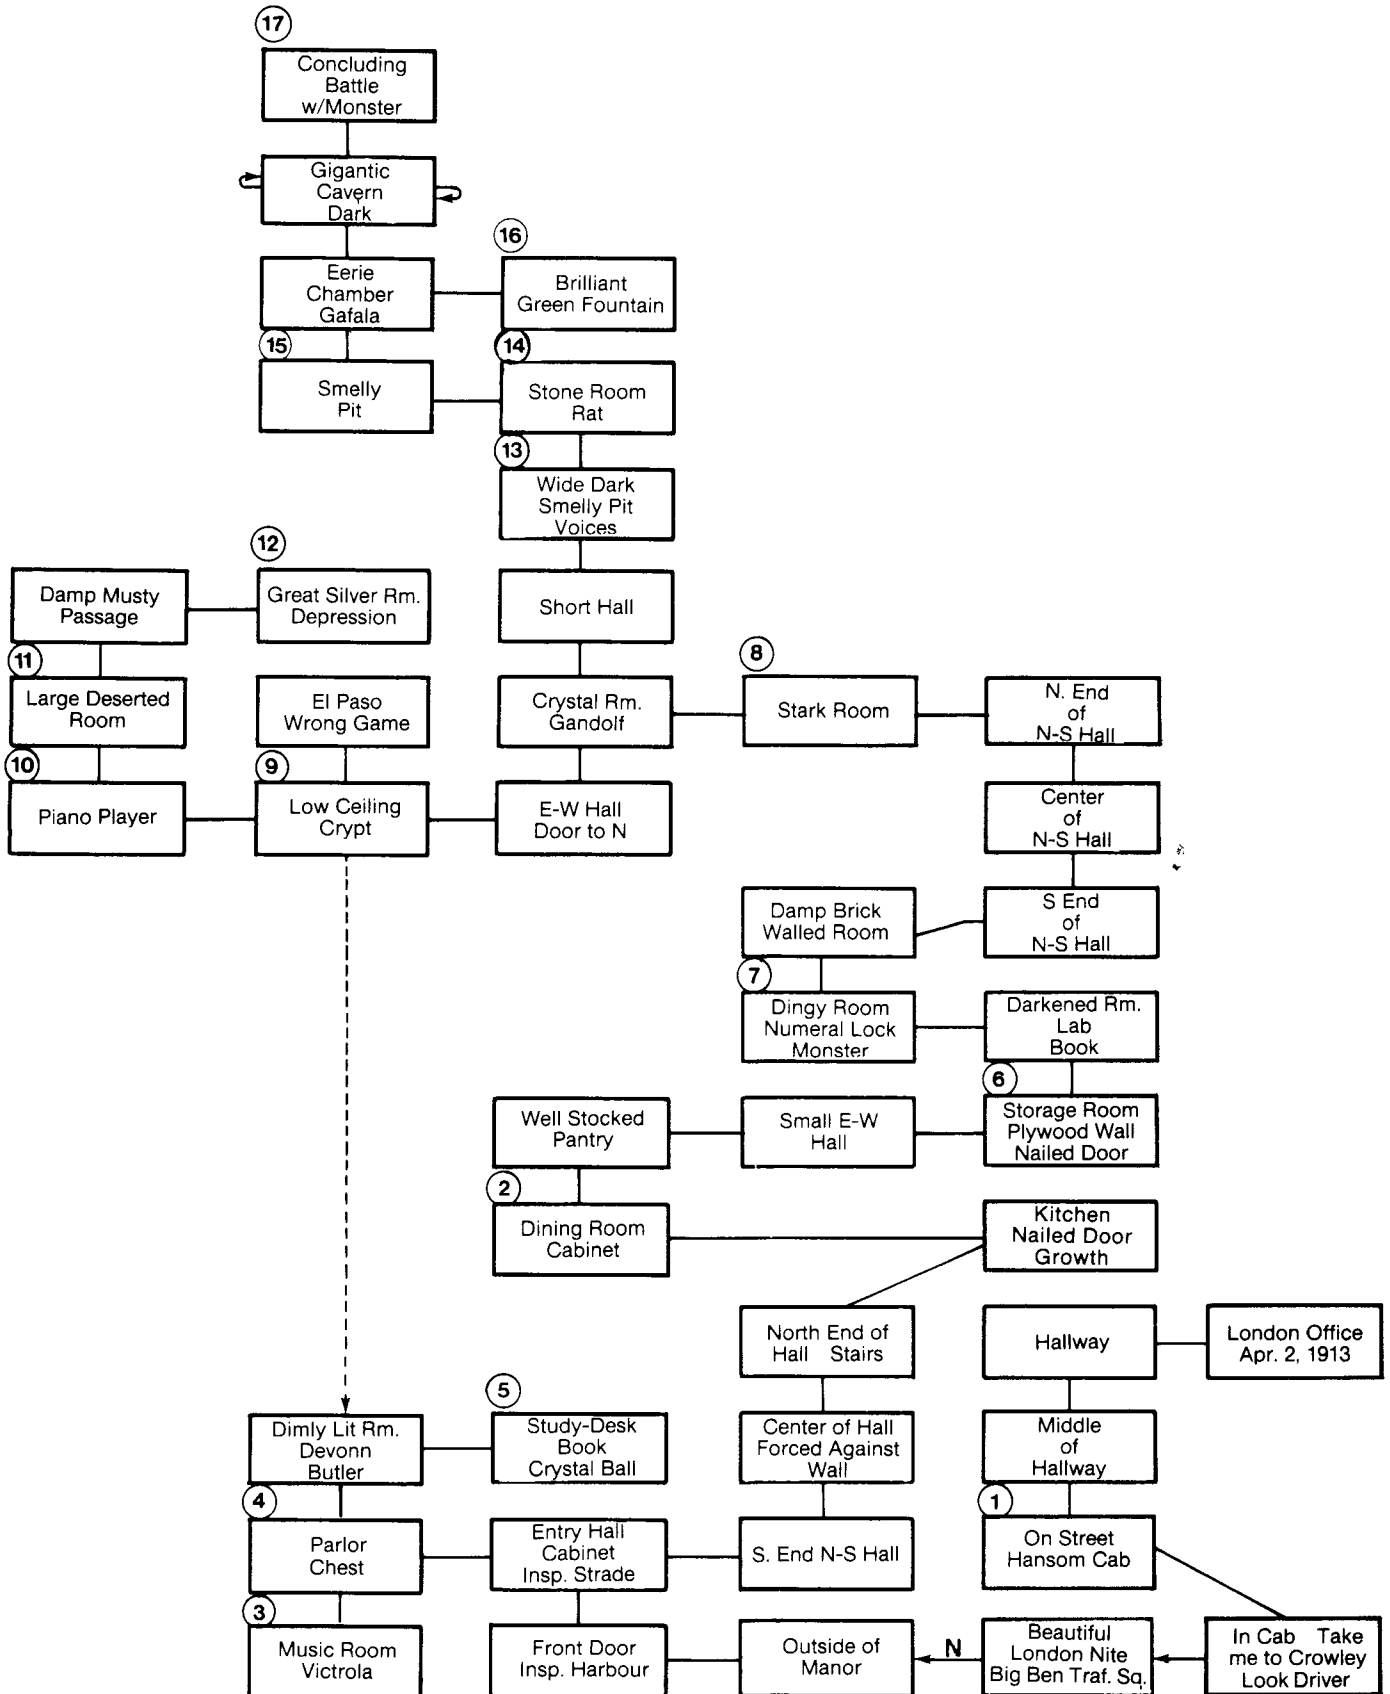 17
Concluding
Battle
w/Monster
Gigantic
Cavern
Dark
16
Eerie
Chamber
Gafala
Brilliant
Green Fountain
15
Smelly
Pit
14
Stone Room
Rat
13
Wide Dark
Smelly Pit
Voices
12
Damp Musty
Passage
Great Silver Rm.
Depression
Short Hall
11
Large Deserted
Room
El Paso
Wrong Game
Crystal Rm.
Gandolf
8
Stark Room
N. End
of
N-S Hall
10
Piano Player
9
Low Ceiling
Crypt
E-W Hall
Door to N
Center
of
N-S Hall
Damp Brick
Walled Room
S End
of
N-S Hall
7
Dingy Room
Numeral Lock
Monster
Darkened Rm.
Lab
Book
6
Well Stocked
Pantry
Small E-W
Hall
Storage Room
Plywood Wall
Nailed Door
2
Dining Room
Cabinet
Kitchen
Nailed Door
Growth
North End of
Hall Stairs
Hallway
London Office
Apr. 2, 1913
5
Dimly Lit Rm.
Devonn
Butler
Study-Desk
Book
Crystal Ball
Center of Hall
Forced Against
Wall
Middle
of
Hallway
4
Parlor
Chest
Entry Hall
Cabinet
Insp. Strade
S. End N-S Hall
1
On Street
Hansom Cab
3
Music Room
Victrola
Front Door
Insp. Harbour
Outside of
Manor
N
Beautiful
London Nite
Big Ben Traf. Sq.
In Cab Take
me to Crowley
Look Driver